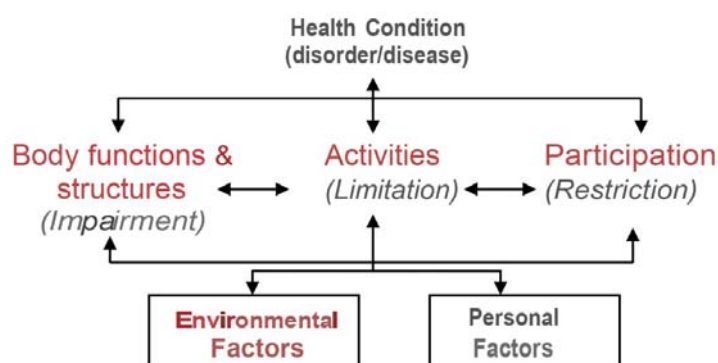 Health Condition
(disorder/disease)
Body functions &
structures
(Impairment)
Activities
(Limitation)
Participation
(Restriction)
Environmental
Factors
Personal
Factors